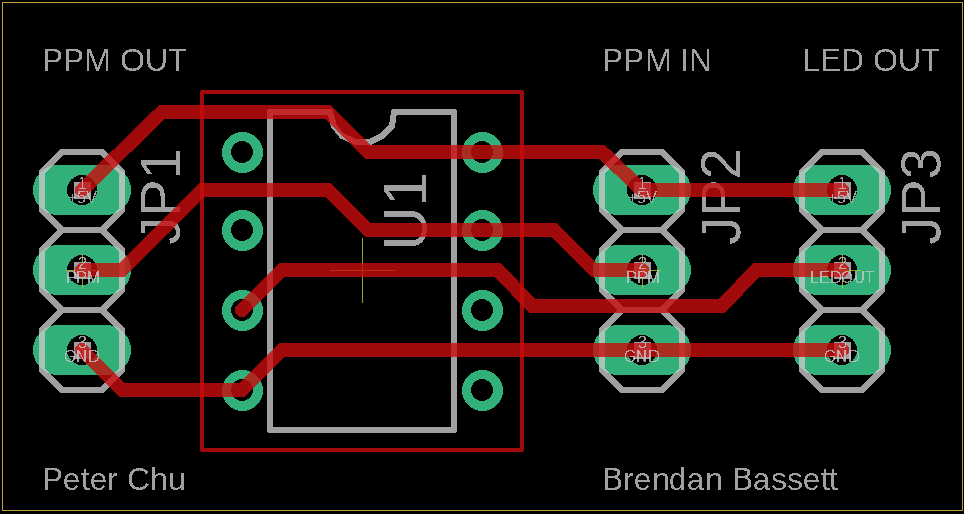 PPM OUT
PPM IN
LED OUT
JP1
1
5V
2
PPM
3
GND
U1
JP2
1
5V
2
PPM
3
GND
JP3
1
5V
2
LEDOUT
3
GND
Peter Chu
Brendan Bassett